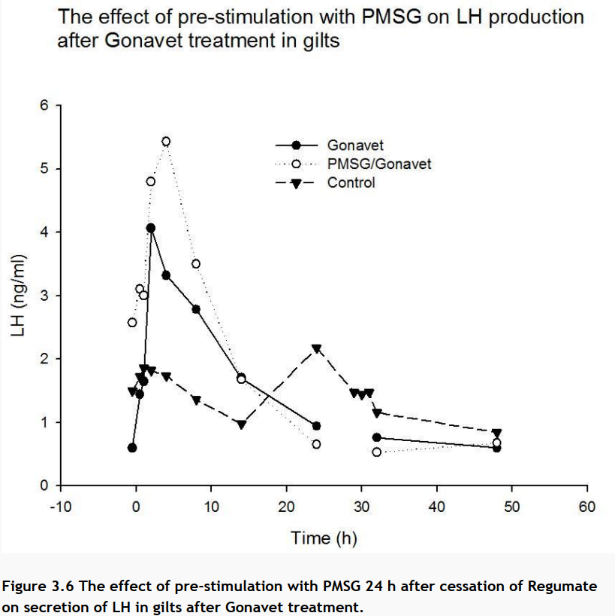 The effect of pre-stimulation with PMSG on LH production
after Gonavet treatment in gilts
6
5
4
3
2
1
0
LH (ng/ml)
Gonavet
PMSG/Gonavet
Control
-10
0
10
20
30
40
50
60
Time (h)
Figure 3.6 The effect of pre-stimulation with PMSG 24 h after cessation of Regumate
on secretion of LH in gilts after Gonavet treatment.